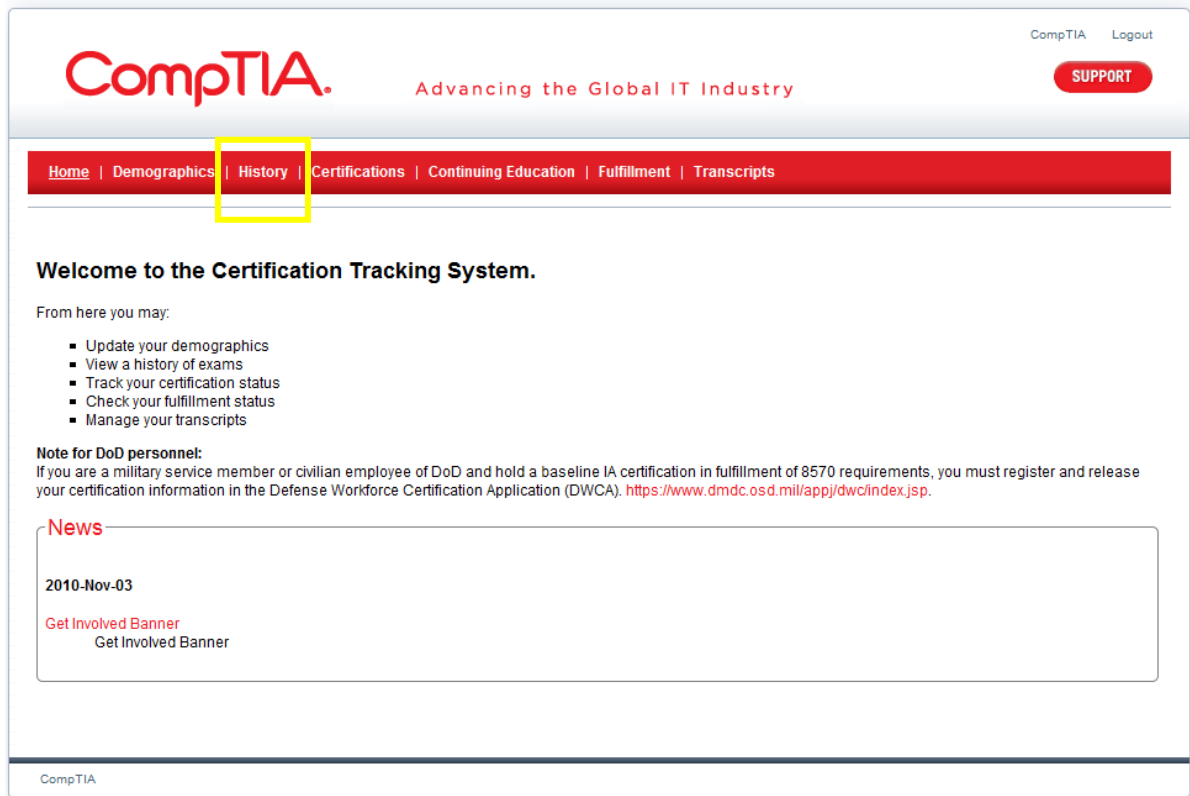 CompTIA Logout
CompTIA.
Advancing the Global IT Industry
SUPPORT
Home | Demographics | History | Certifications | Continuing Education | Fulfillment | Transcripts
Welcome to the Certification Tracking System.
From here you may:
▪ Update your demographics
▪ View a history of exams
▪ Track your certification status
▪ Check your fulfillment status
▪ Manage your transcripts
Note for DoD personnel:
If you are a military service member or civilian employee of DoD and hold a baseline IA certification in fulfillment of 8570 requirements, you must register and release
your certification information in the Defense Workforce Certification Application (DWCA). https://www.dmdc.osd.mil/appj/dwc/index.jsp.
News
2010-Nov-03
Get Involved Banner
Get Involved Banner
CompTIA